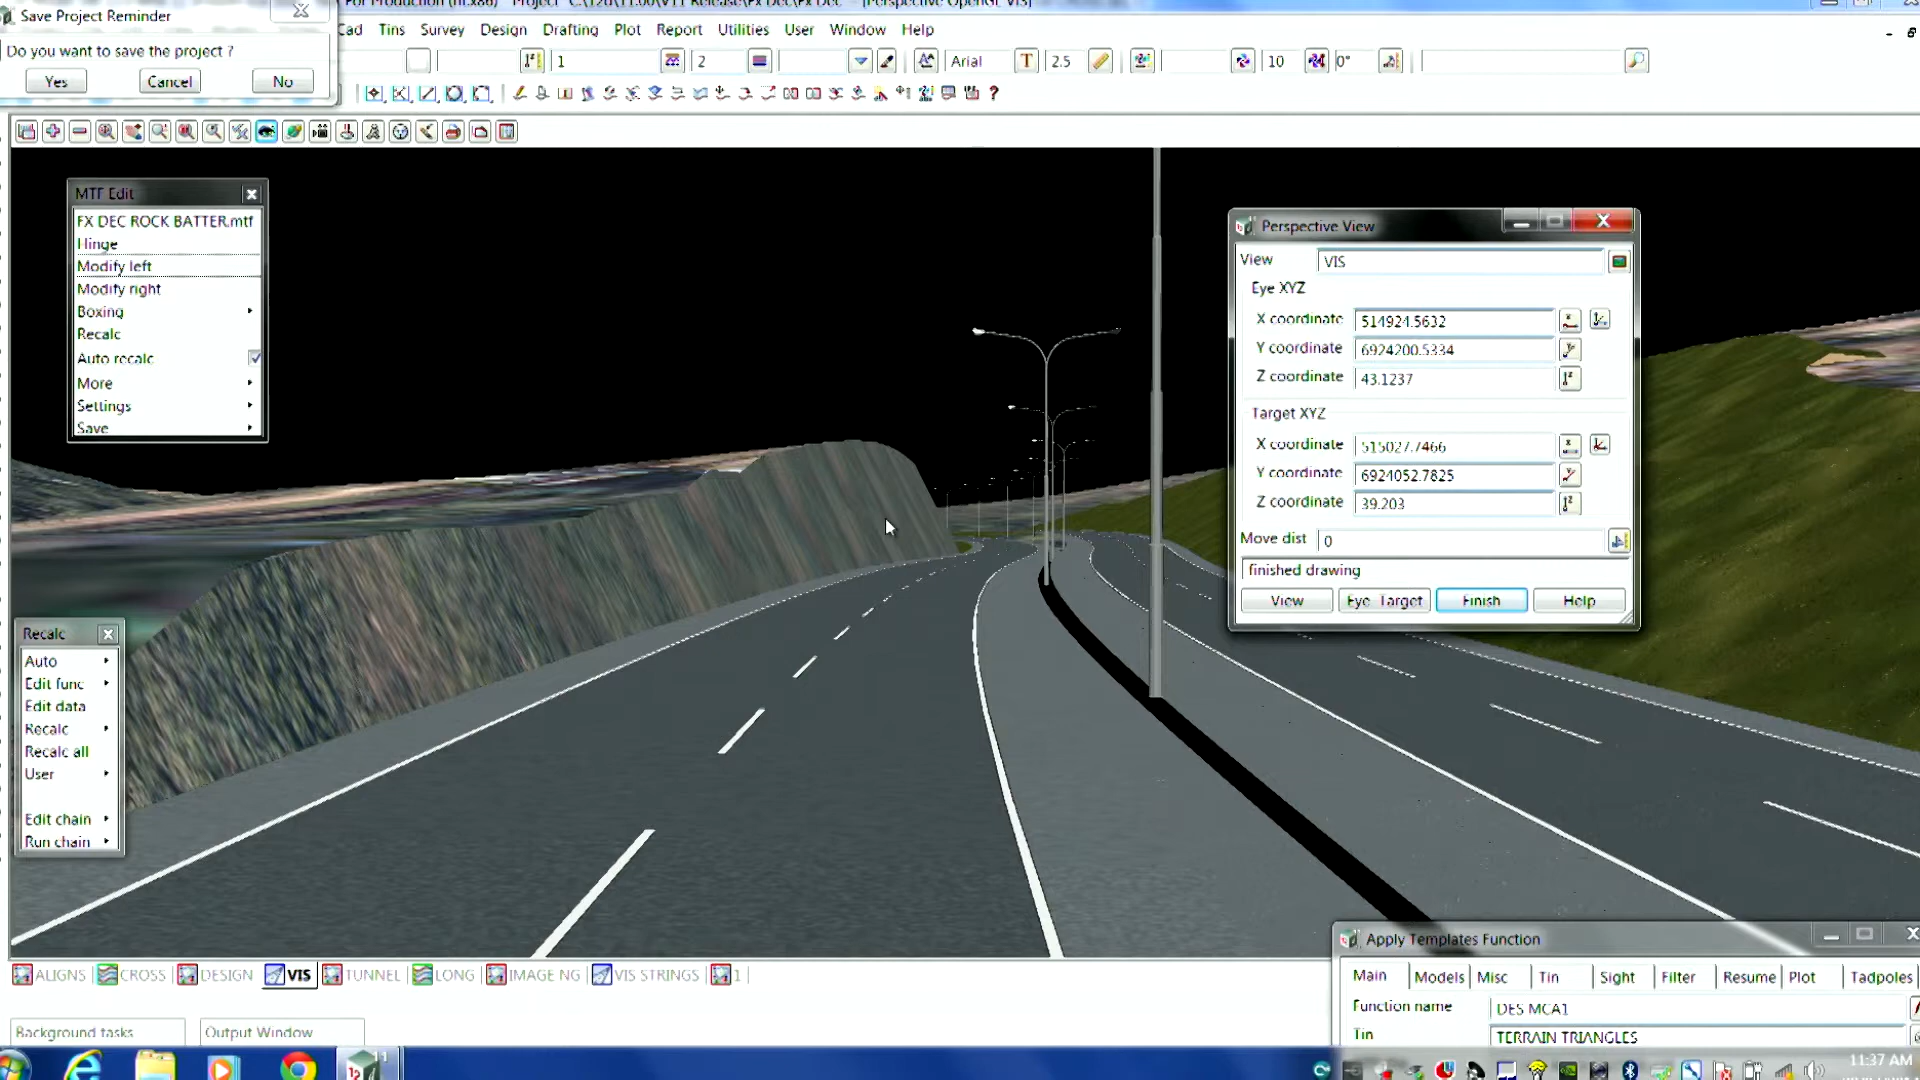 Save Project Reminder
Do you want to save the project ?
Yes Cancel No
Cad Tins Survey Design Drafting Plot Report Utilities User Window Help
1 2 Arial T 2.5 10 0°
MTF Edit
FX DEC ROCK BATTER.mtf
Hinge
Modify left
Modify right
Boxing
Recalc
Auto recalc
More
Settings
Save
Perspective View
View VIS
Eye XYZ
X coordinate 514924.5632
Y coordinate 6924200.5334
Z coordinate 43.1237
Target XYZ
X coordinate 515027.7466
Y coordinate 6924052.7825
Z coordinate 39.203
Move dist 0
finished drawing
View Eye Target Finish Help
Recalc
Auto
Edit func
Edit data
Recalc
Recalc all
User
Edit chain
Run chain
Apply Templates Function
Main Models Misc Tin Sight Filter Resume Plot Tadpoles
Function name DES MCA1
Tin TERRAIN TRIANGLES
ALIGNS CROSS DESIGN VIS TUNNEL LONG IMAGE NG VIS STRINGS 1
Background tasks Output Window
11:37 AM